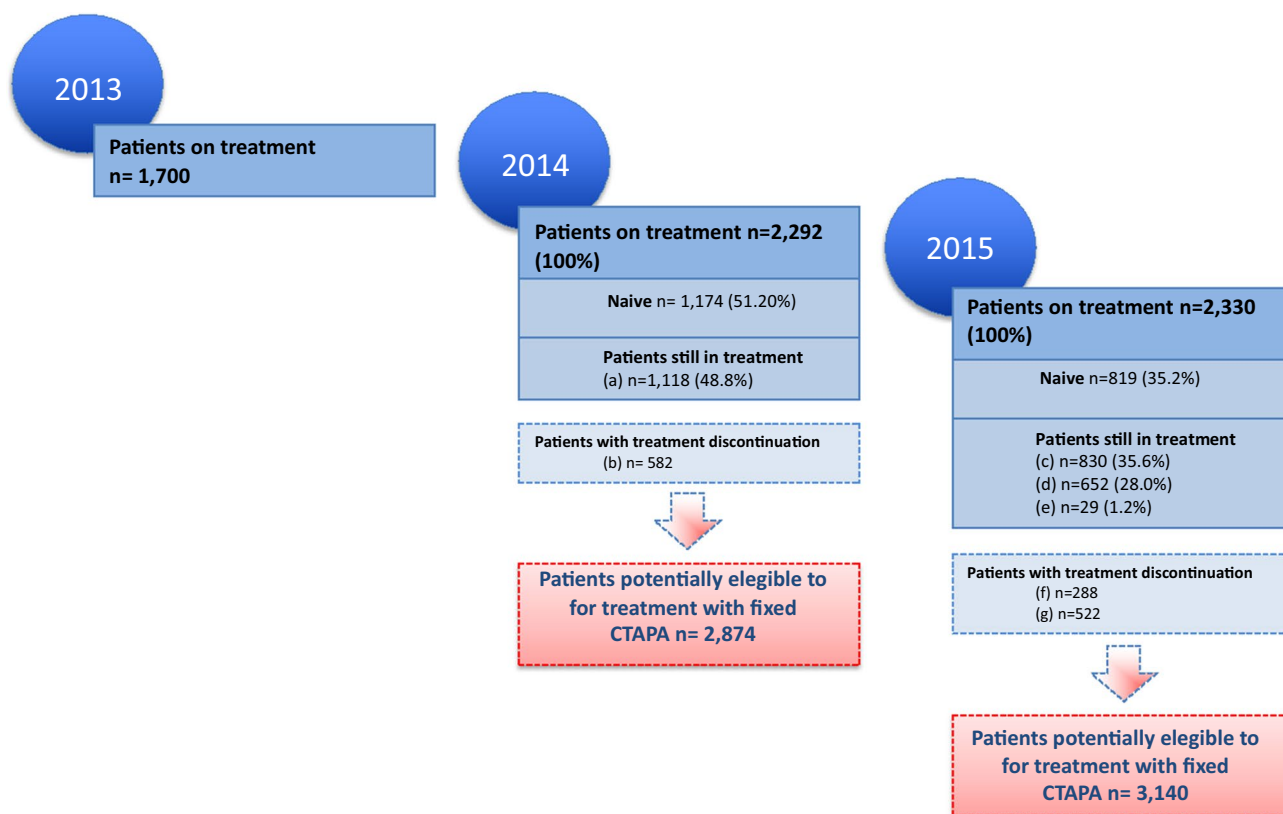 2013
Patients on treatment
n= 1,700
2014
Patients on treatment n=2,292
(100%)
Naive n= 1,174 (51.20%)
Patients still in treatment
(a) n=1,118 (48.8%)
Patients with treatment discontinuation
(b) n= 582
Patients potentially elegible to
for treatment with fixed
CTAPA n= 2,874
2015
Patients on treatment n=2,330
(100%)
Naive n=819 (35.2%)
Patients still in treatment
(c) n=830 (35.6%)
(d) n=652 (28.0%)
(e) n=29 (1.2%)
Patients with treatment discontinuation
(f) n=288
(g) n=522
Patients potentially elegible to
for treatment with fixed
CTAPA n= 3,140